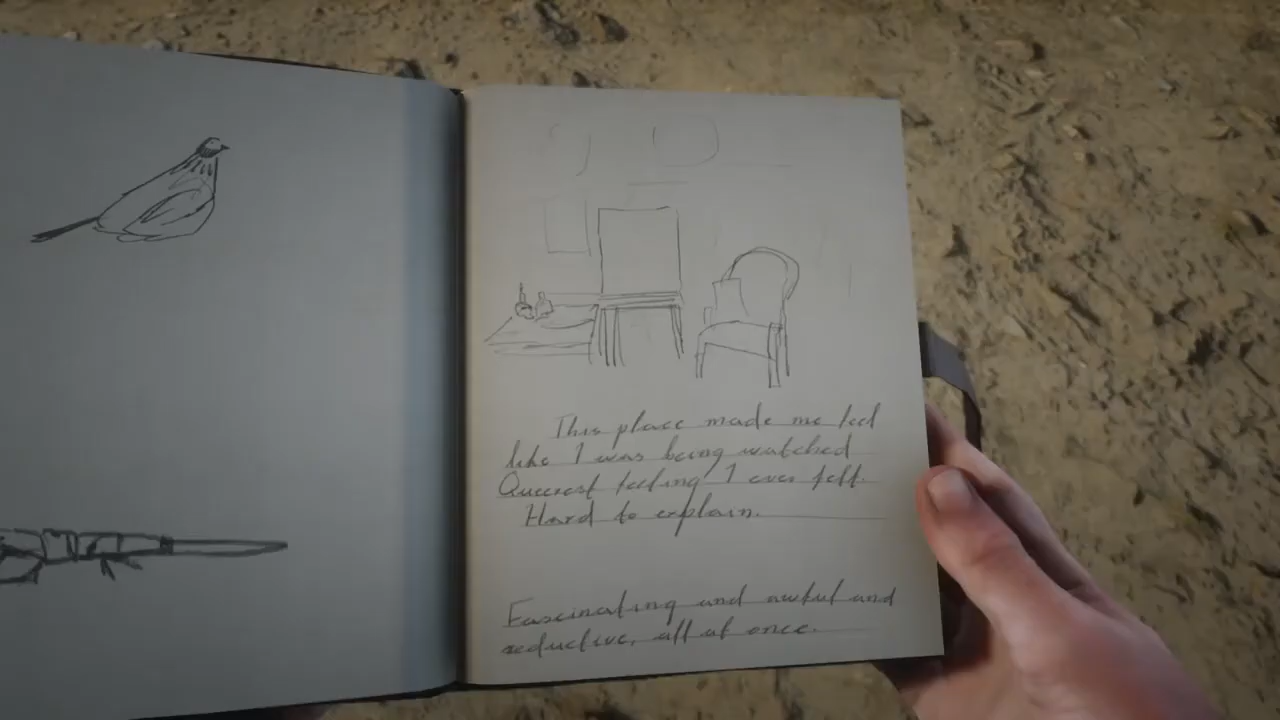 This place made me feel
like I was being watched
Queerest feeling I ever felt.
Hard to explain.
Fascinating and awful and
seductive, all at once.